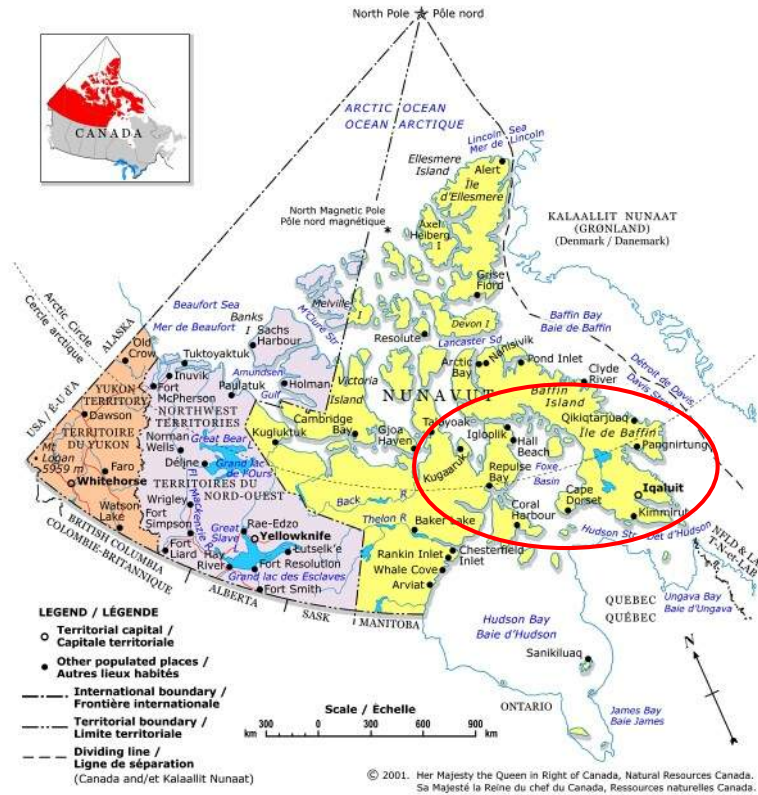 North Pole Pôle nord
CANADA
ARCTIC OCEAN
OCEAN ARCTIQUE
Lincoln Sea
Mer de Lincoln
Ellesmere
Island
Alert
Île
d'Ellesmere
North Magnetic Pole
Pôle nord magnétique
Axel
Heiberg
I
KALAALLIT NUNAAT
(GRØNLAND)
(Denmark / Danemark)
Grise
Fiord
Arctic Circle
Cercle arctique
Beaufort Sea
Mer de Beaufort
Banks
I
Sachs
Harbour
M'Clure Str
Melville
I
Devon I
Resolute
Lancaster Sd
Baffin Bay
Baie de Baffin
Nanisivik
Arctic
Bay
Pond Inlet
Clyde
River
Détroit de Davis
Davis Strait
ALASKA
USA / É-U d'A
Old
Crow
Tuktoyaktuk
Inuvik
Fort
McPherson
Paulatuk
Amundsen
Gulf
Holman
Victoria
Island
NUNAVUT
Baffin
Island
Île de Baffin
YUKON
TERRITORY
Dawson
TERRITOIRE
DU YUKON
Mt
Logan
5959 m
Faro
Whitehorse
Watson
Lake
NORTHWEST
TERRITORIES
Norman
Wells
Great Bear L
Grand lac
de l'Ours
Déline
TERRITOIRES DU
NORD-OUEST
Wrigley
Fl Mackenzie R
Fort
Simpson
Fort
Liard
Great
Slave L
Rae-Edzo
Yellowknife
Lutselk'e
Hay
River
Fort Resolution
Grand lac des Esclaves
Fort Smith
Kugluktuk
Cambridge
Bay
Gjoa
Haven
Taloyoak
Kugaaruk
Igloolik
Hall
Beach
Repulse
Bay
Foxe
Basin
Qikiqtarjuaq
Pangnirtung
Iqaluit
Kimmirut
Cape
Dorset
Coral
Harbour
Back R
Thelon R
Baker Lake
Rankin Inlet
Chesterfield
Inlet
Whale Cove
Arviat
Hudson Str Dét d'Hudson
NFLD & LAB
T-N-et-LAB
Ungava Bay
Baie d'Ungava
QUEBEC
QUÉBEC
Hudson Bay
Baie d'Hudson
Sanikiluaq
ONTARIO
James Bay
Baie James
BRITISH COLUMBIA
COLOMBIE-BRITANNIQUE
ALBERTA
SASK
MANITOBA
N
LEGEND / LÉGENDE
Territorial capital /
Capitale territoriale
Other populated places /
Autres lieux habités
International boundary /
Frontière internationale
Territorial boundary /
Limite territoriale
Dividing line /
Ligne de séparation
(Canada and/et Kalaallit Nunaat)
Scale / Échelle
300 0 300 600 900
km km
© 2001. Her Majesty the Queen in Right of Canada, Natural Resources Canada.
Sa Majesté la Reine du chef du Canada, Ressources naturelles Canada.